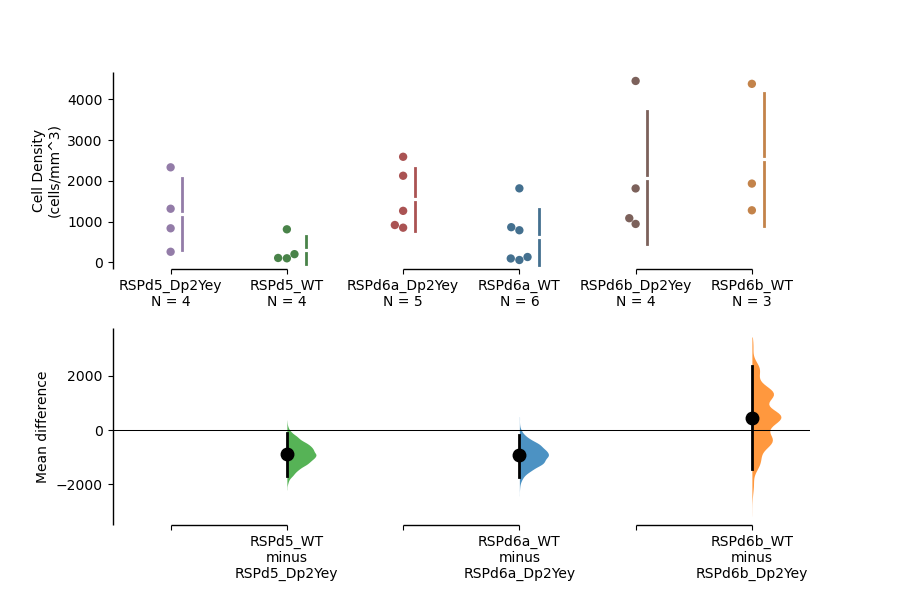 Cell Density
(cells/mm^3)
4000
3000
2000
1000
0
RSPd5_Dp2Yey
N = 4
RSPd5_WT
N = 4
RSPd6a_Dp2Yey
N = 5
RSPd6a_WT
N = 6
RSPd6b_Dp2Yey
N = 4
RSPd6b_WT
N = 3
Mean difference
2000
0
−2000
RSPd5_WT
minus
RSPd5_Dp2Yey
RSPd6a_WT
minus
RSPd6a_Dp2Yey
RSPd6b_WT
minus
RSPd6b_Dp2Yey